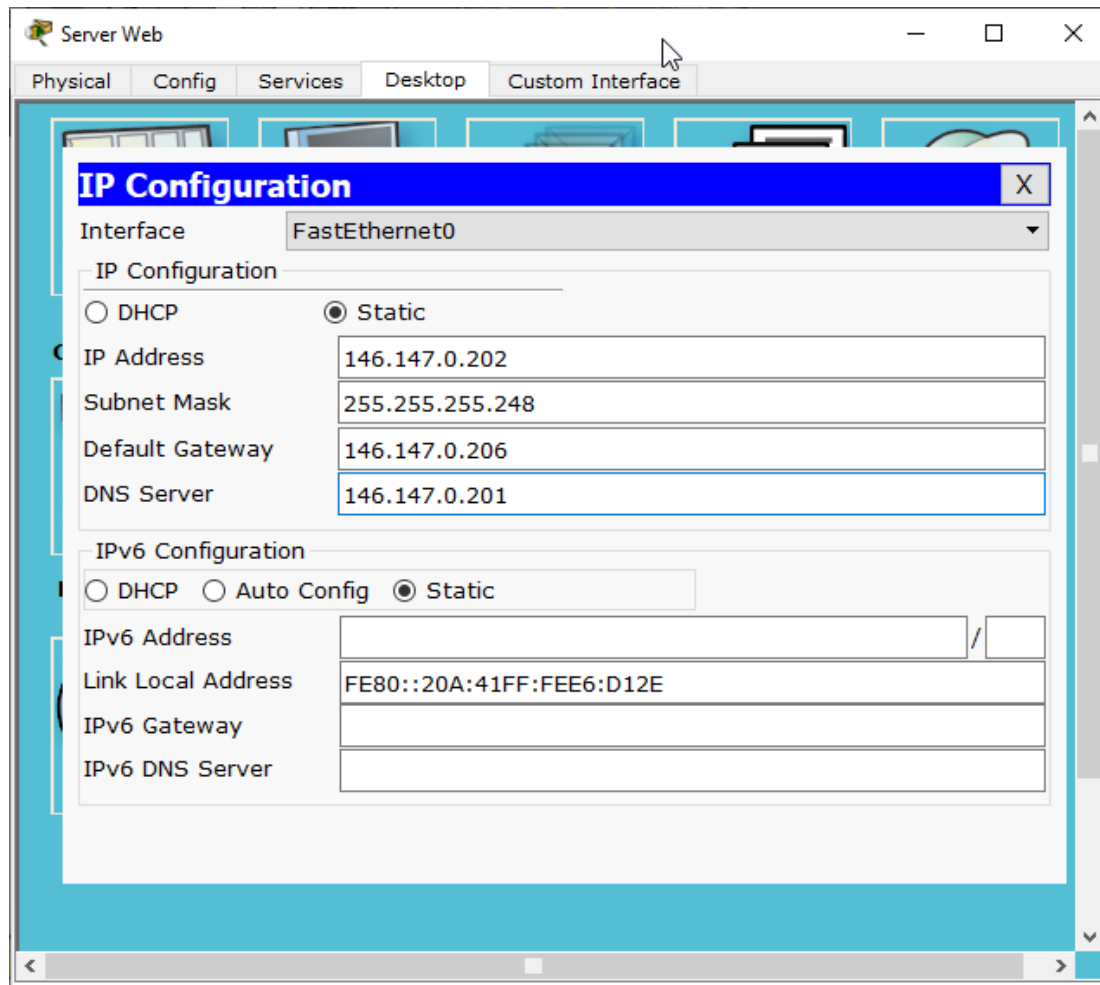 Server Web
Physical Config Services Desktop Custom Interface
IP Configuration X
Interface FastEthernet0
IP Configuration
DHCP Static
IP Address 146.147.0.202
Subnet Mask 255.255.255.248
Default Gateway 146.147.0.206
DNS Server 146.147.0.201
IPv6 Configuration
DHCP Auto Config Static
IPv6 Address /
Link Local Address FE80::20A:41FF:FEE6:D12E
IPv6 Gateway
IPv6 DNS Server